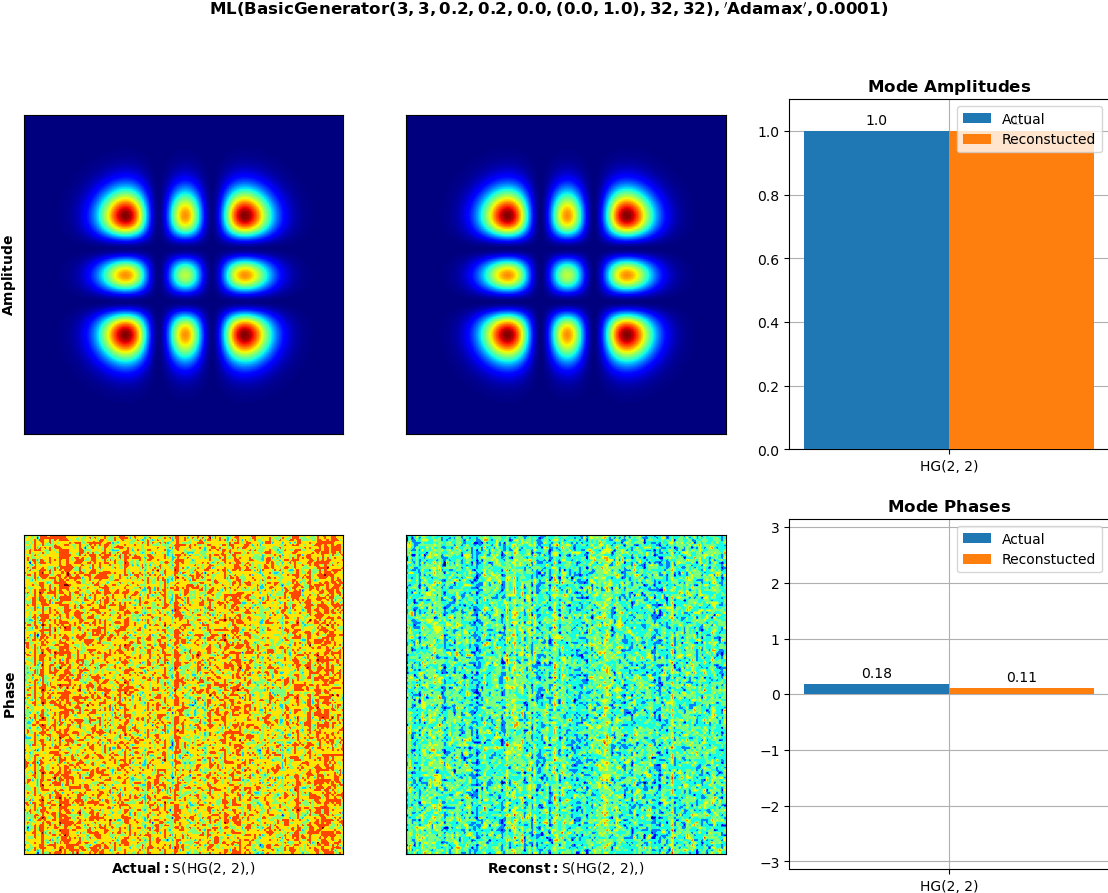 ML(BasicGenerator(3, 3, 0.2, 0.2, 0.0, (0.0, 1.0), 32, 32), ′Adamax′, 0.0001)
Amplitude
Mode Amplitudes
1.0
Actual
Reconstucted
1.0
0.8
0.6
0.4
0.2
0.0
HG(2, 2)
Phase
Actual: S(HG(2, 2),)
Reconst: S(HG(2, 2),)
Mode Phases
Actual
Reconstucted
3
2
1
0
−1
−2
−3
0.18
0.11
HG(2, 2)